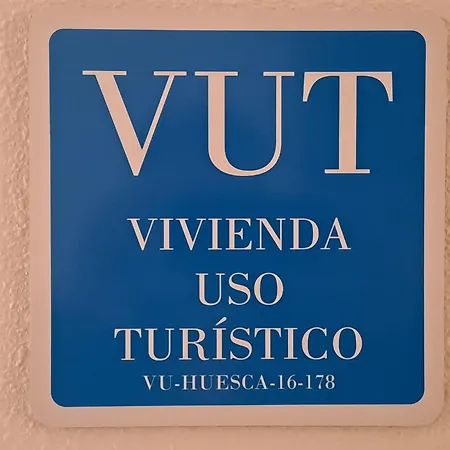 VUT
VIVIENDA
USO
TURÍSTICO
VU-HUESCA-16-178